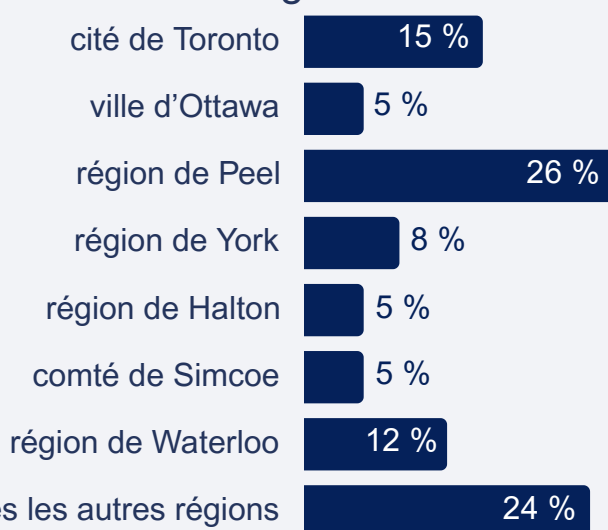 cité de Toronto 15 %
ville d’Ottawa 5 %
région de Peel 26 %
région de York 8 %
région de Halton 5 %
comté de Simcoe 5 %
région de Waterloo 12 %
les autres régions 24 %